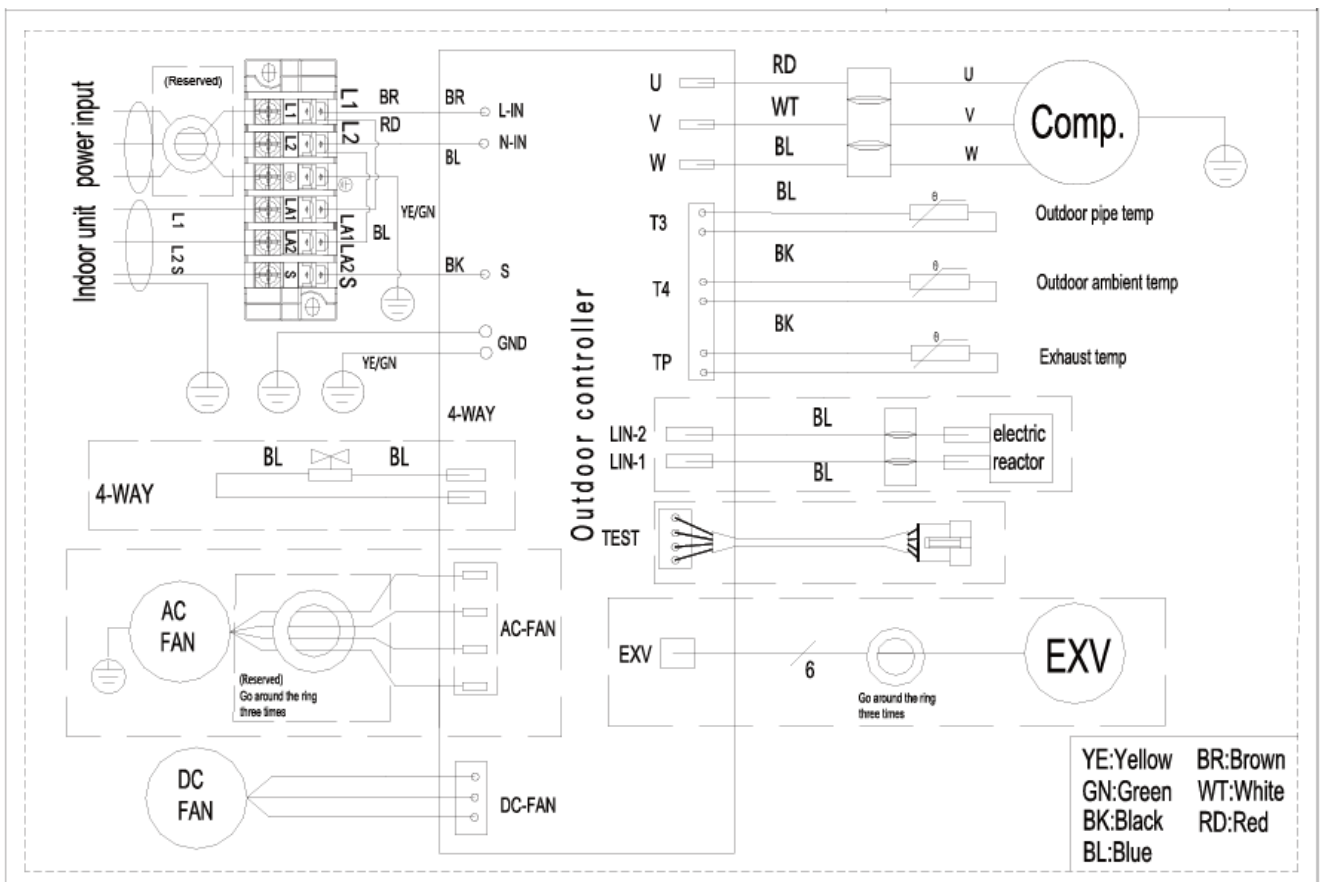 power input
Indoor unit
(Reserved)
L1
L2 S
L1
L2
LA1
LA2
S
L1
L2
LA1 LA2 S
BR
RD
BR
BL
YE/GN
BL
BK
L-IN
N-IN
S
GND
YE/GN
4-WAY
4-WAY
BL
BL
AC
FAN
(Reserved)
Go around the ring
three times
AC-FAN
DC
FAN
DC-FAN
Outdoor controller
U
RD
U
V
WT
V
W
BL
W
Comp.
T3
BL
θ
Outdoor pipe temp
T4
BK
θ
Outdoor ambient temp
TP
BK
θ
Exhaust temp
LIN-2
BL
electric
LIN-1
BL
reactor
TEST
EXV
6
Go around the ring
three times
EXV
YE:Yellow BR:Brown
GN:Green WT:White
BK:Black RD:Red
BL:Blue